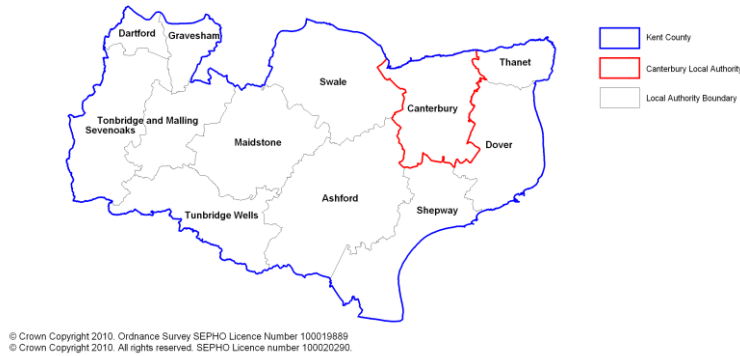 Dartford
Gravesham
Thanet
Swale
Canterbury
Tonbridge and Malling
Sevenoaks
Maidstone
Dover
Ashford
Tunbridge Wells
Shepway
Kent County
Canterbury Local Authority
Local Authority Boundary
© Crown Copyright 2010. Ordnance Survey SEPHO Licence Number 100019889
© Crown Copyright 2010. All rights reserved. SEPHO Licence number 100020290.